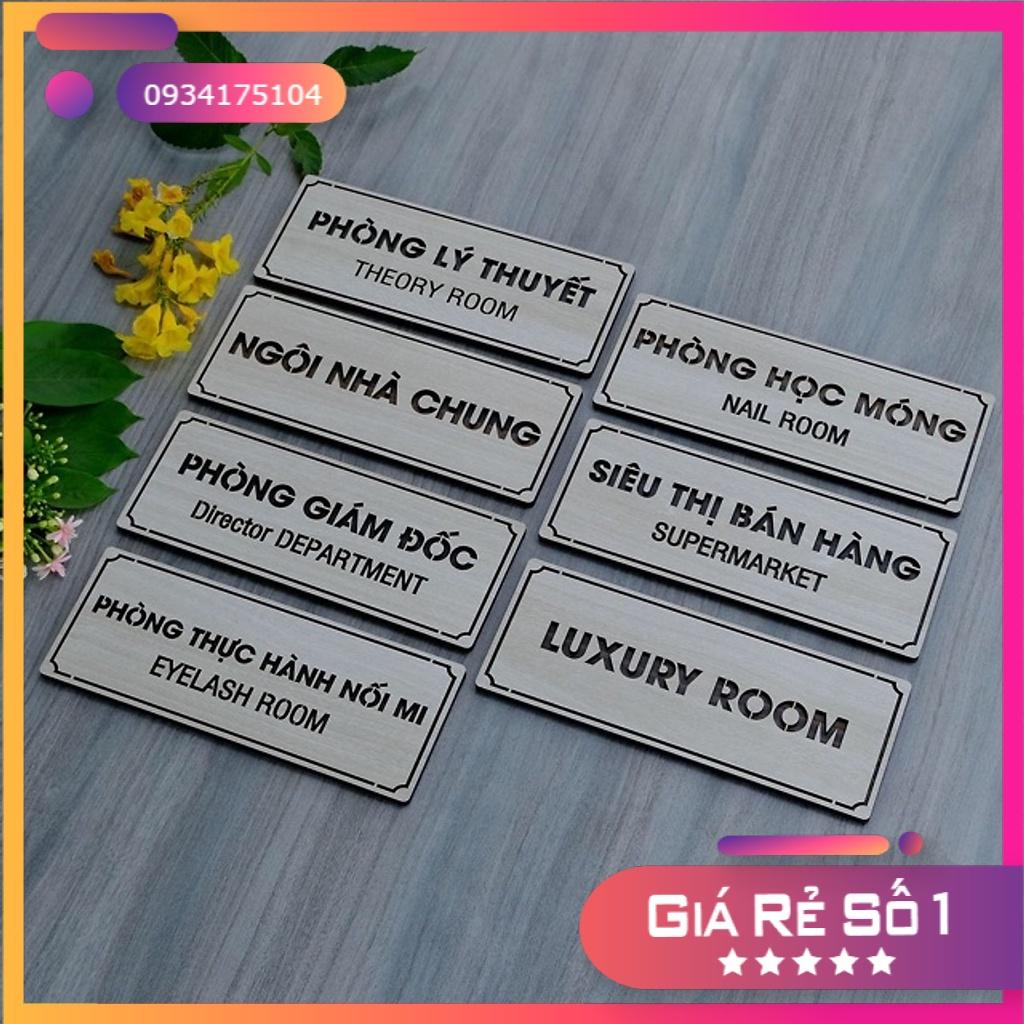 0934175104
PHÒNG LÝ THUYẾT
THEORY ROOM
NGÔI NHÀ CHUNG
PHÒNG GIÁM ĐỐC
Director DEPARTMENT
PHÒNG THỰC HÀNH NỐI MI
EYELASH ROOM
PHÒNG HỌC MÓNG
NAIL ROOM
SIÊU THỊ BÁN HÀNG
SUPERMARKET
LUXURY ROOM
GIÁ RẺ SỐ 1